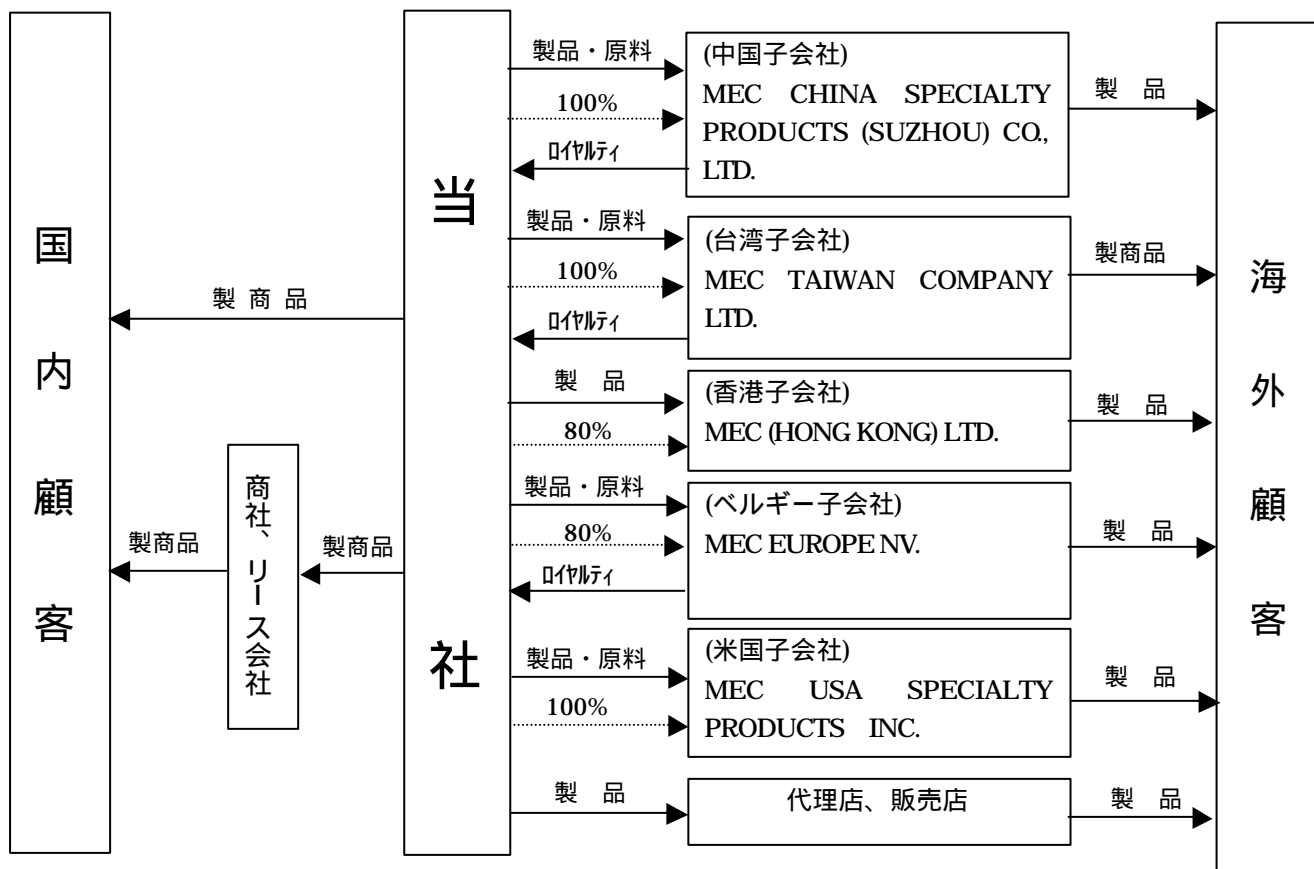 国内顧客
製 商 品
製商品
商社、リース会社
製商品
当社
製品・原料
100%
ﾛｲﾔﾙﾃｨ
(中国子会社)
MEC CHINA SPECIALTY
PRODUCTS (SUZHOU) CO.,
LTD.
製 品
製品・原料
100%
ﾛｲﾔﾙﾃｨ
(台湾子会社)
MEC TAIWAN COMPANY
LTD.
製商品
製 品
80%
(香港子会社)
MEC (HONG KONG) LTD.
製 品
製品・原料
80%
ﾛｲﾔﾙﾃｨ
(ベルギー子会社)
MEC EUROPE NV.
製 品
製品・原料
100%
(米国子会社)
MEC USA SPECIALTY
PRODUCTS INC.
製 品
製 品
代理店、販売店
製 品
海外顧客